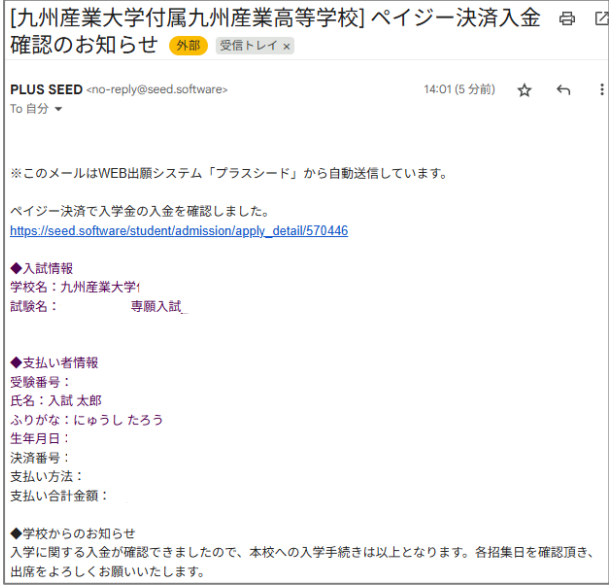 [九州産業大学付属九州産業高等学校] ペイジー決済入金
確認のお知らせ 外部 受信トレイ ×
PLUS SEED <no-reply@seed.software> 14:01 (5 分前)
To 自分
※このメールはWEB出願システム「プラスシード」から自動送信しています。
ペイジー決済で入学金の入金を確認しました。
https://seed.software/student/admission/apply_detail/570446
◆入試情報
学校名：九州産業大学
試験名： 専願入試
◆支払い者情報
受験番号：
氏名：入試 太郎
ふりがな：にゅうし たろう
生年月日：
決済番号：
支払い方法：
支払い合計金額：
◆学校からのお知らせ
入学に関する入金が確認できましたので、本校への入学手続きは以上となります。各招集日を確認頂き、
出席をよろしくお願いいたします。